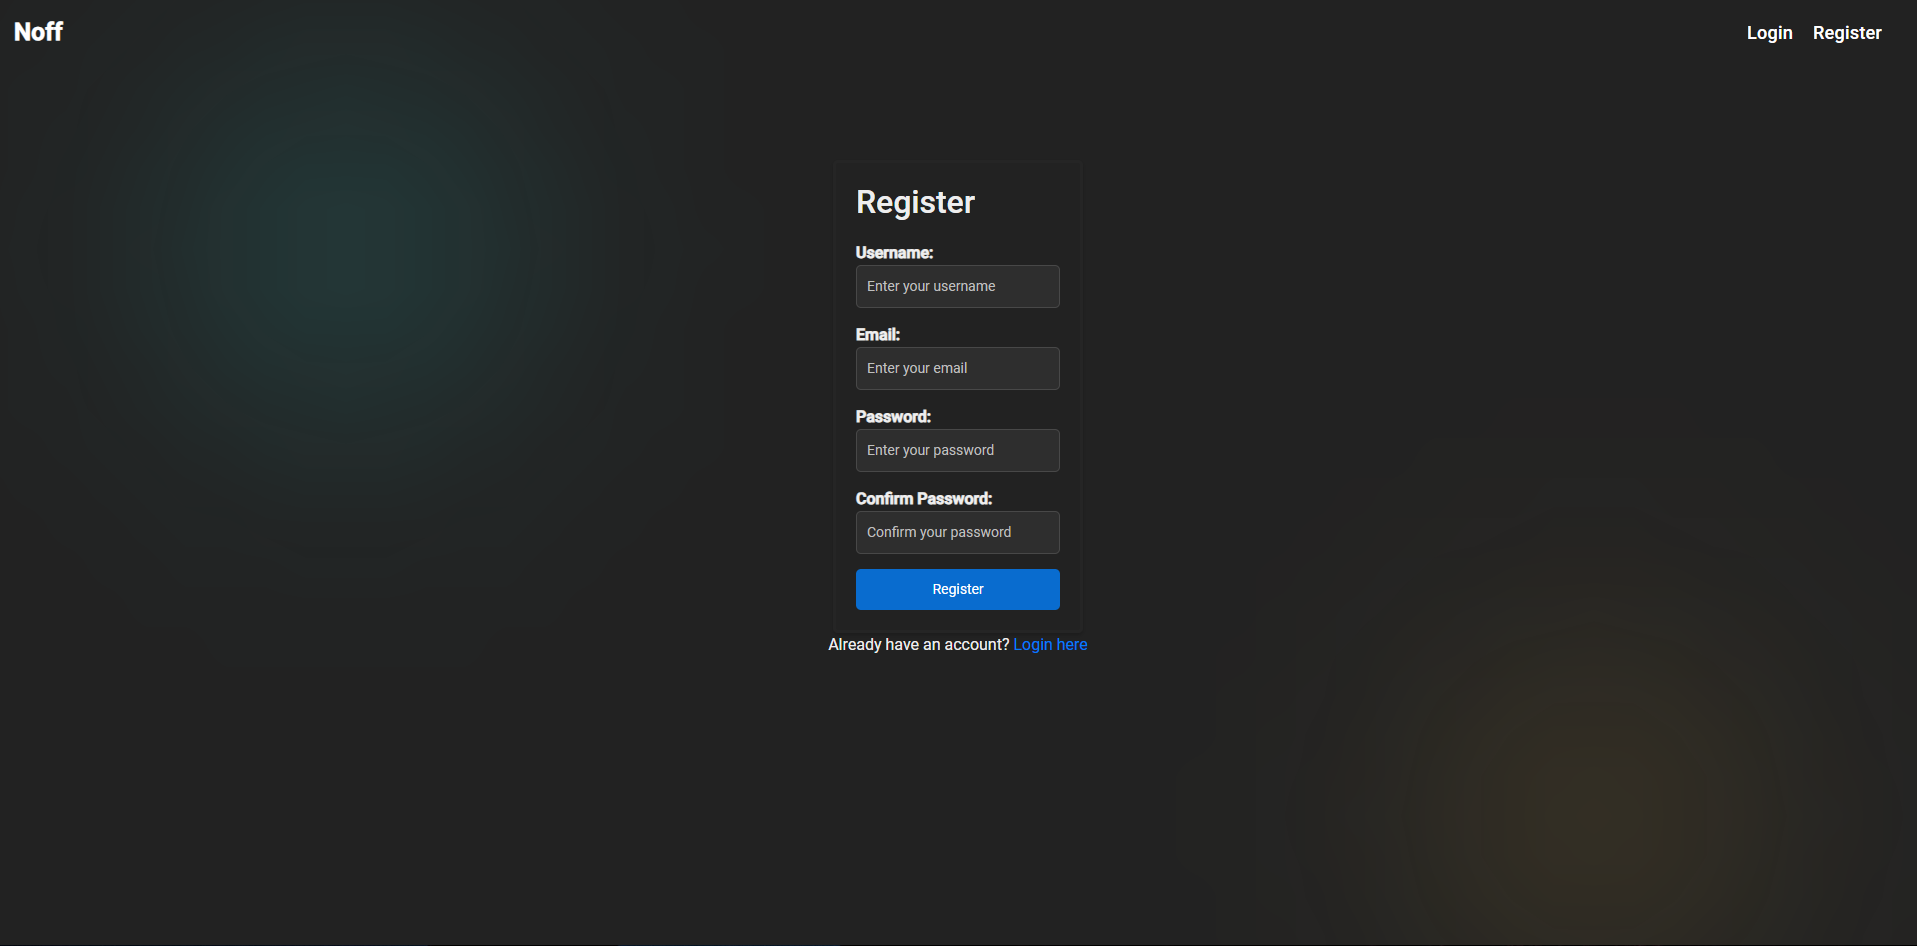 Noff
Login Register
Register
Username:
Enter your username
Email:
Enter your email
Password:
Enter your password
Confirm Password:
Confirm your password
Register
Already have an account? Login here